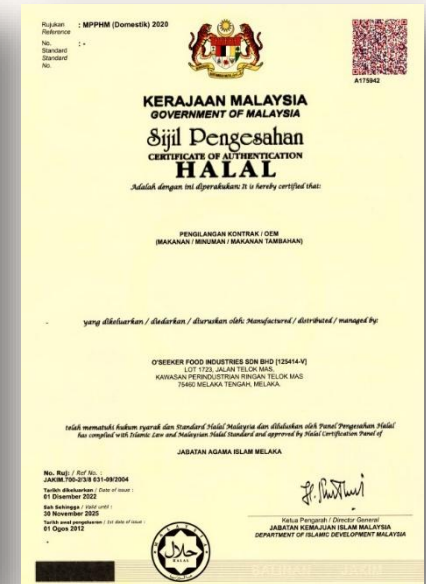 Rujukan : MPPHM (Domestik) 2020
Reference
No. : -
Standard
Standard
No.
A175942
KERAJAAN MALAYSIA
GOVERNMENT OF MALAYSIA
Sijil Pengesahan
CERTIFICATE OF AUTHENTICATION
HALAL
Adalah dengan ini diperakukan: It is hereby certified that:
PENGILANGAN KONTRAK / OEM
(MAKANAN / MINUMAN / MAKANAN TAMBAHAN)
yang dikeluarkan / diedarkan / diuruskan oleh: Manufactured / distributed / managed by:
O'SEEKER FOOD INDUSTRIES SDN BHD [125414-V]
LOT 1723, JALAN TELOK MAS,
KAWASAN PERINDUSTRIAN RINGAN TELOK MAS
75460 MELAKA TENGAH, MELAKA.
telah mematuhi hukum syarak dan Standard Halal Malaysia dan diluluskan oleh Panel Pengesahan Halal
has complied with Islamic Law and Malaysian Halal Standard and approved by Halal Certification Panel of
JABATAN AGAMA ISLAM MELAKA
No. Ruj: / Ref No. :
JAKIM.700-2/3/8 031-09/2004
Tarikh dikeluarkan / Date of issue :
01 Disember 2022
Sah Sehingga / Valid until :
30 November 2025
Tarikh awal pengeluaran / 1st date of issue :
01 Ogos 2012
Ketua Pengarah / Director General
JABATAN KEMAJUAN ISLAM MALAYSIA
DEPARTMENT OF ISLAMIC DEVELOPMENT MALAYSIA
MALAYSIA
حلال
HALAL